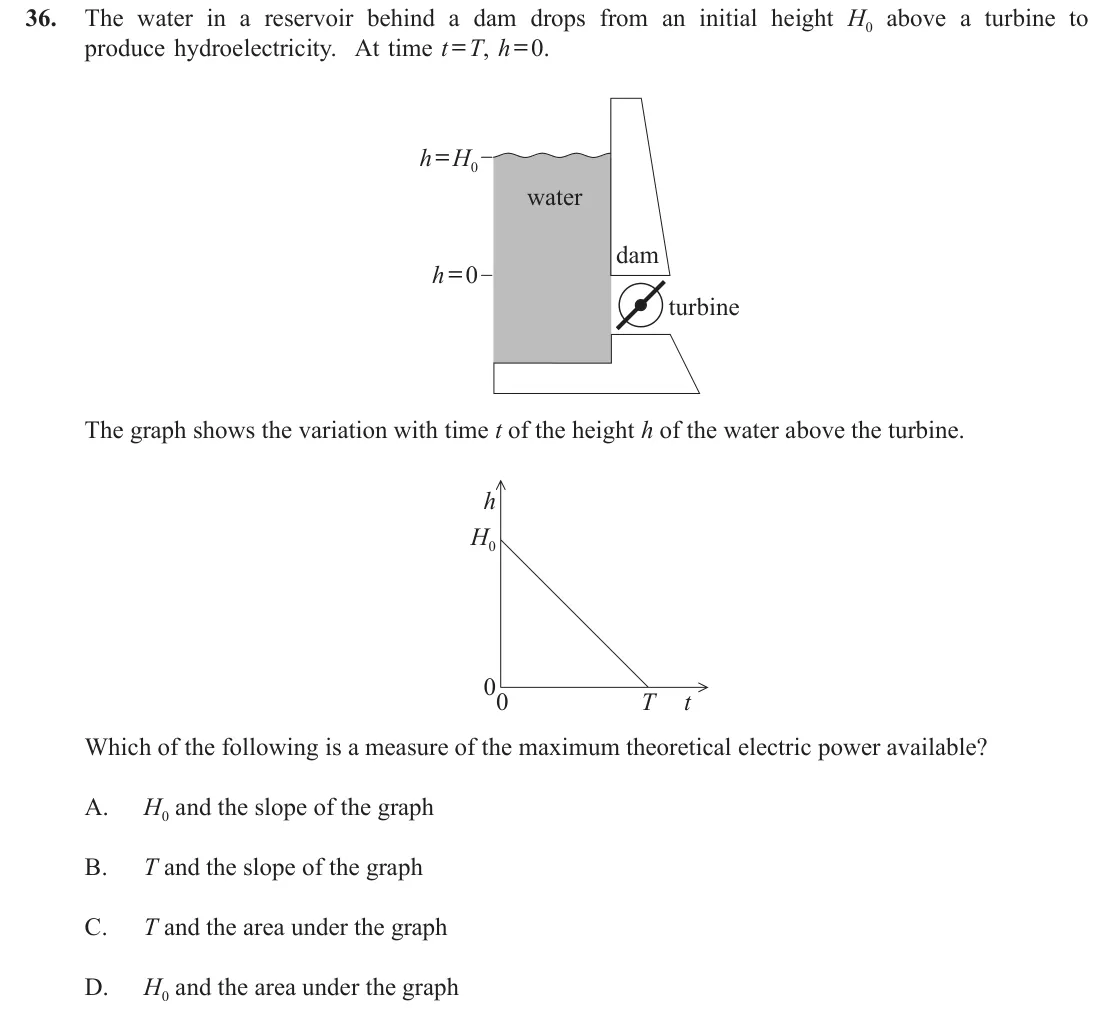 36. The water in a reservoir behind a dam drops from an initial height H₀ above a turbine to
produce hydroelectricity. At time t=T, h=0.
h=H₀
water
dam
h=0
turbine
The graph shows the variation with time t of the height h of the water above the turbine.
h
H₀
0
0
T t
Which of the following is a measure of the maximum theoretical electric power available?
A. H₀ and the slope of the graph
B. T and the slope of the graph
C. T and the area under the graph
D. H₀ and the area under the graph